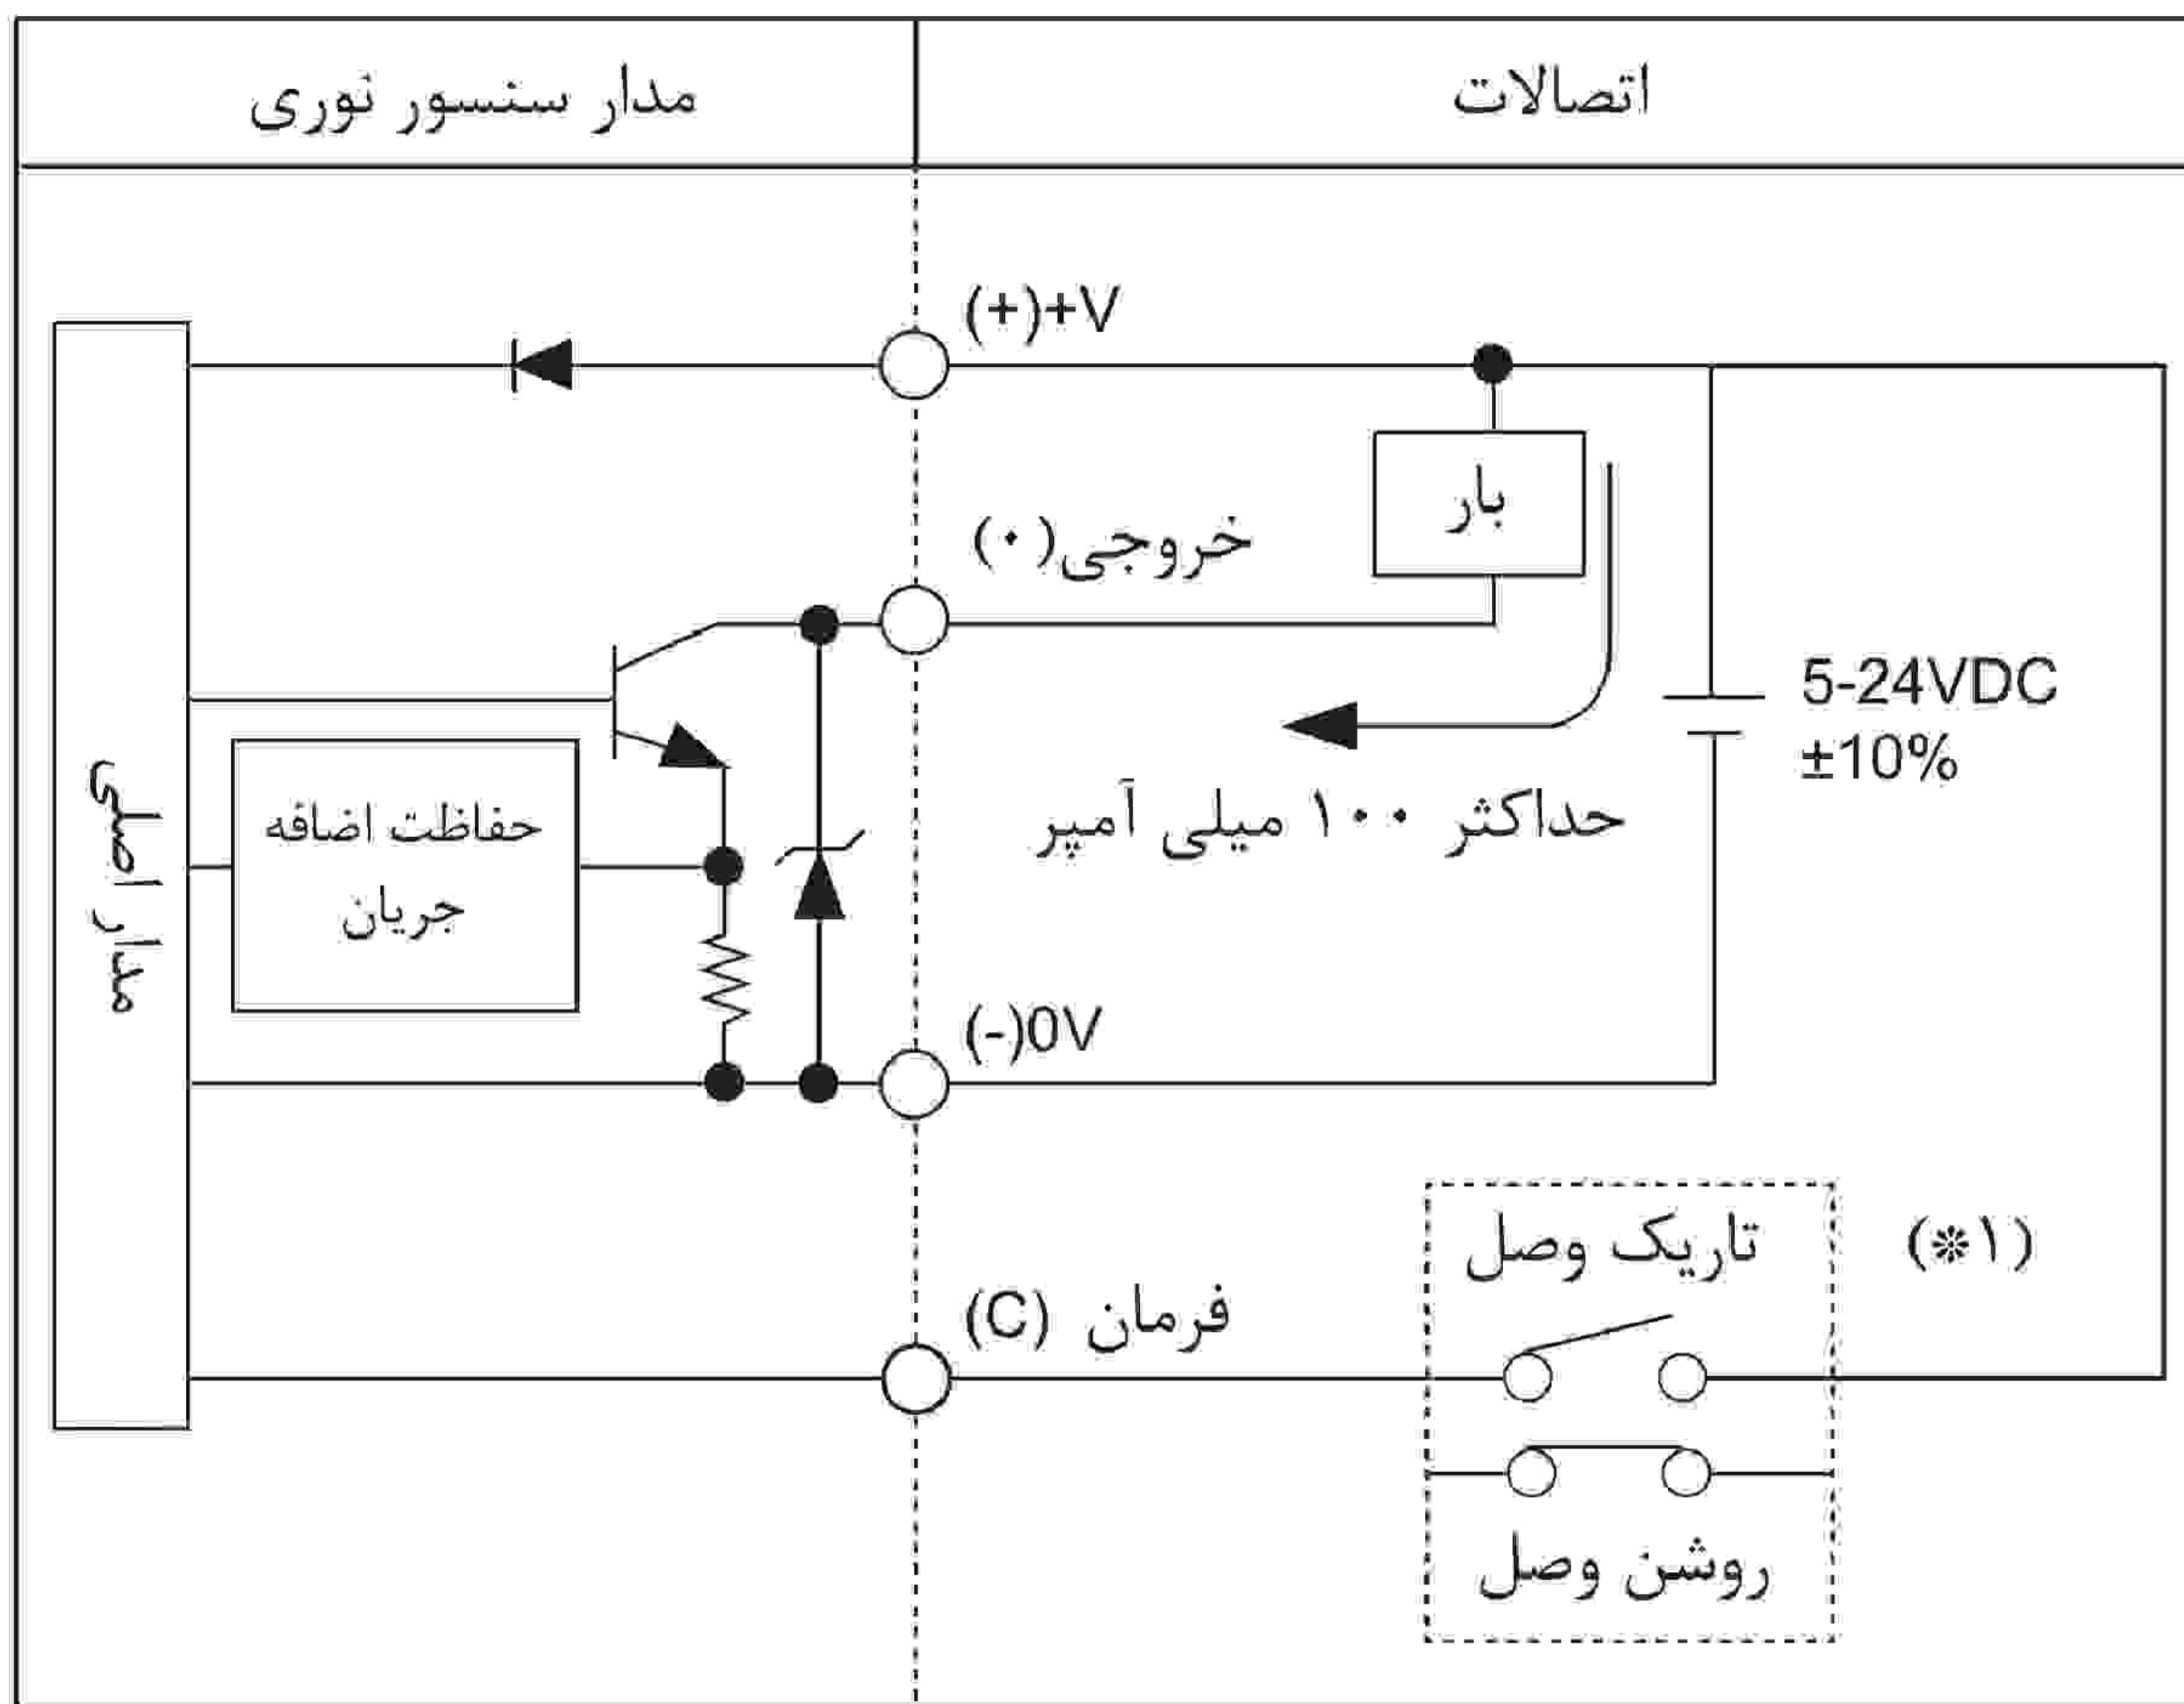 اتصالات
مدار سنسور نوری
(+)+V
بار
خروجی(۰)
5-24VDC
±10%
حداکثر ۱۰۰ میلی آمپر
حفاظت اضافه
جریان
مدار اصلی
(-)0V
(※۱)
تاریک وصل
فرمان (C)
روشن وصل